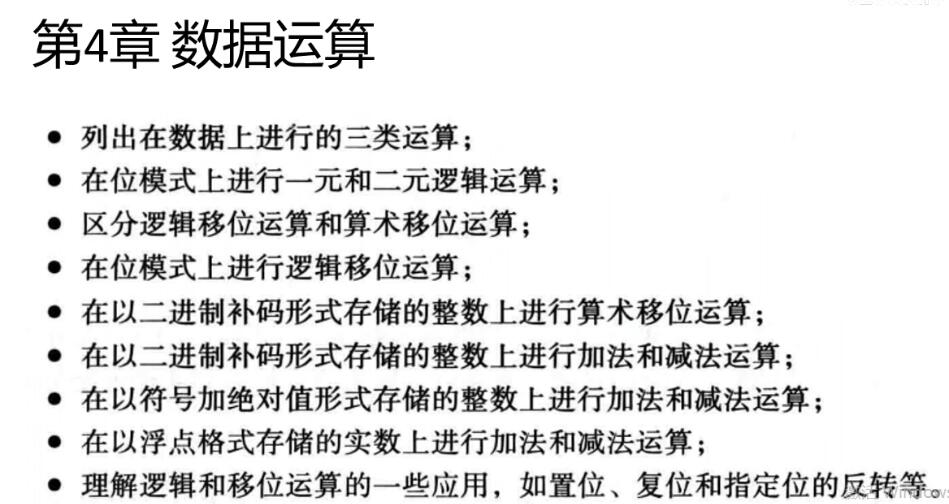 第4章 数据运算
● 列出在数据上进行的三类运算；
● 在位模式上进行一元和二元逻辑运算；
● 区分逻辑移位运算和算术移位运算；
● 在位模式上进行逻辑移位运算；
● 在以二进制补码形式存储的整数上进行算术移位运算；
● 在以二进制补码形式存储的整数上进行加法和减法运算；
● 在以符号加绝对值形式存储的整数上进行加法和减法运算；
● 在以浮点格式存储的实数上进行加法和减法运算；
● 理解逻辑和移位运算的一些应用，如置位、复位和指定位的反转等。